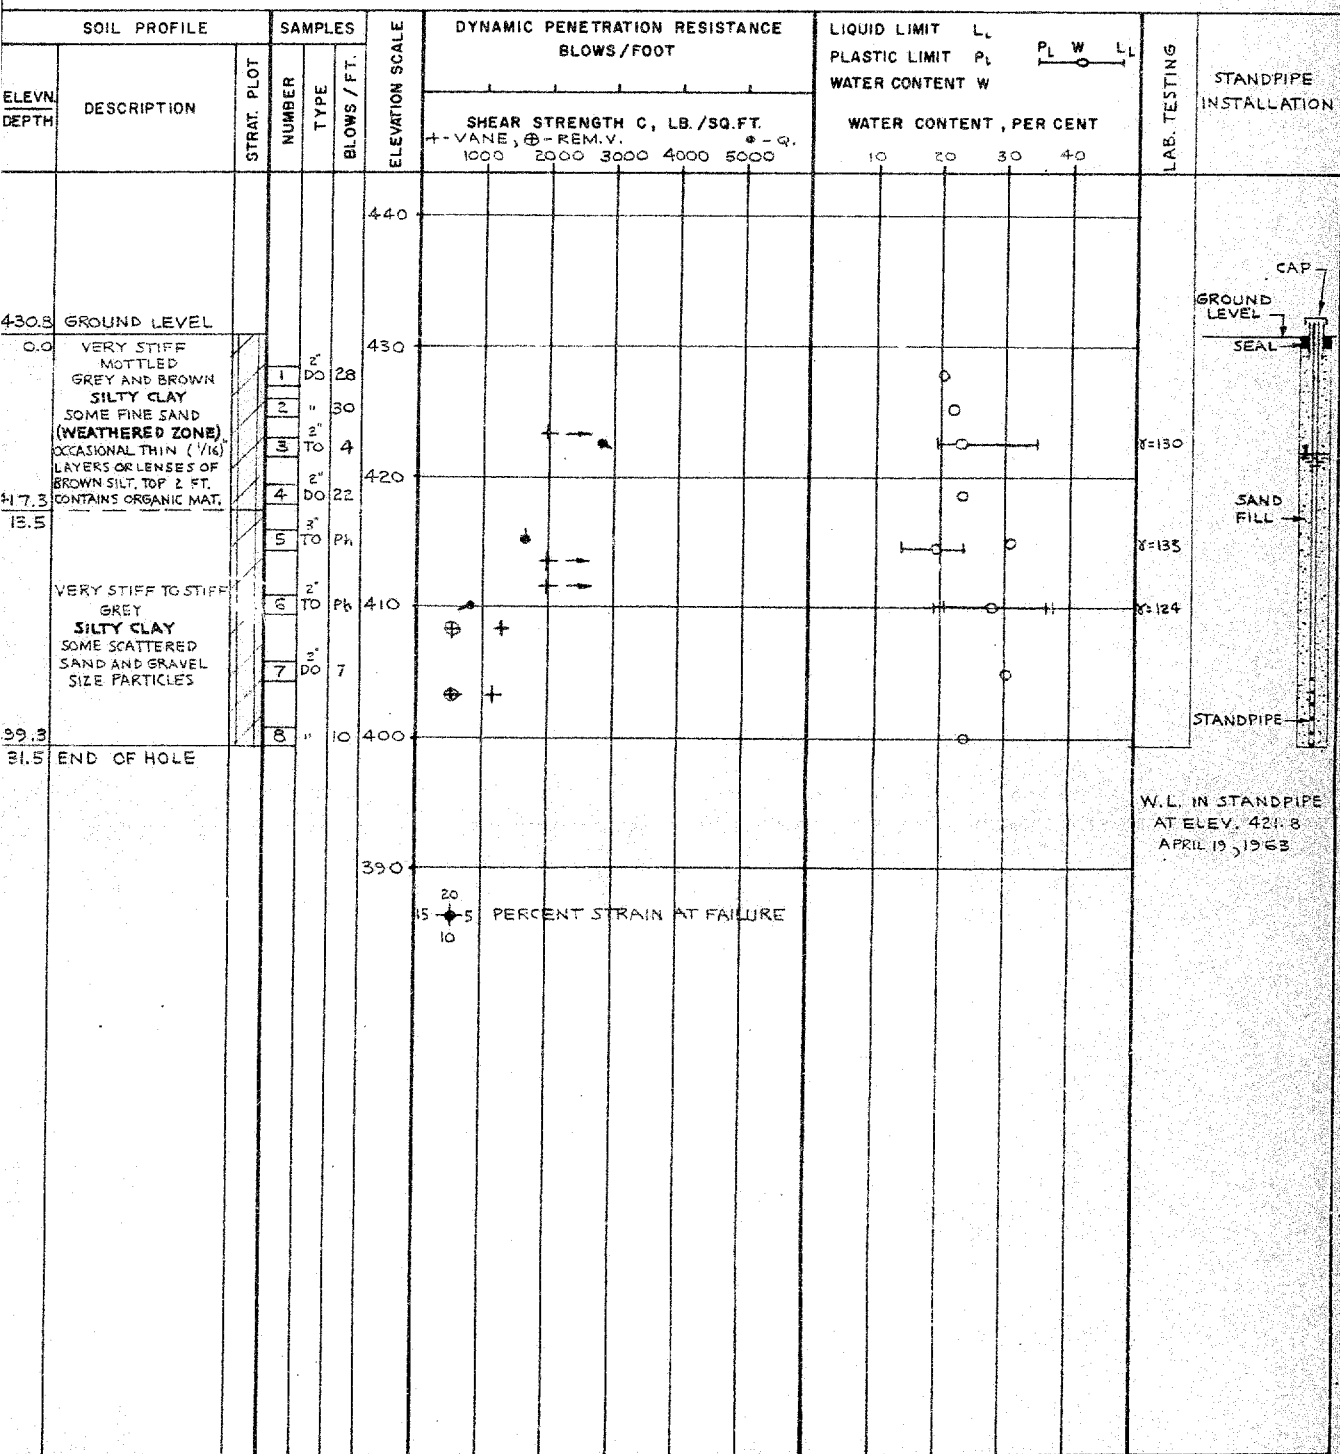 SOIL PROFILE
SAMPLES
ELEVATION SCALE
DYNAMIC PENETRATION RESISTANCE
BLOWS / FOOT
LIQUID LIMIT LL
PLASTIC LIMIT PL
WATER CONTENT W
PL W LL
LAB. TESTING
STANDPIPE
INSTALLATION
ELEVN.
DEPTH
DESCRIPTION
STRAT. PLOT
NUMBER
TYPE
BLOWS / FT.
SHEAR STRENGTH C, LB./SQ.FT.
+-VANE, ⊕-REM.V. •-Q.
1000 2000 3000 4000 5000
WATER CONTENT, PER CENT
10 20 30 40
440
430
420
410
400
390
430.8 GROUND LEVEL
0.0
VERY STIFF
MOTTLED
GREY AND BROWN
SILTY CLAY
SOME FINE SAND
(WEATHERED ZONE)
OCCASIONAL THIN (1/16")
LAYERS OR LENSES OF
BROWN SILT. TOP 2 FT.
CONTAINS ORGANIC MAT.
417.3
13.5
VERY STIFF TO STIFF
GREY
SILTY CLAY
SOME SCATTERED
SAND AND GRAVEL
SIZE PARTICLES
99.3
31.5 END OF HOLE
1 2" DO 28
2 " 30
3 2" TO 4
4 2" DO 22
5 3" TO Ph
6 2" TO Ph
7 2" DO 7
8 " 10
γ=130
γ=135
γ=124
CAP
GROUND
LEVEL
SEAL
SAND
FILL
STANDPIPE
W.L. IN STANDPIPE
AT ELEV. 421.8
APRIL 19, 1963
20
15 5 PERCENT STRAIN AT FAILURE
10